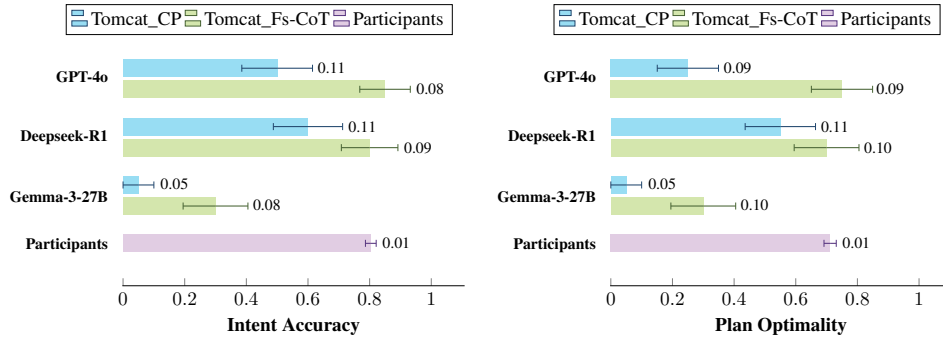 Tomcat_CP Tomcat_Fs-CoT Participants
GPT-4o
0.11
0.08
Deepseek-R1
0.11
0.09
Gemma-3-27B
0.05
0.08
Participants
0.01
0 0.2 0.4 0.6 0.8 1
Intent Accuracy
Tomcat_CP Tomcat_Fs-CoT Participants
GPT-4o
0.09
0.09
Deepseek-R1
0.11
0.10
Gemma-3-27B
0.05
0.10
Participants
0.01
0 0.2 0.4 0.6 0.8 1
Plan Optimality